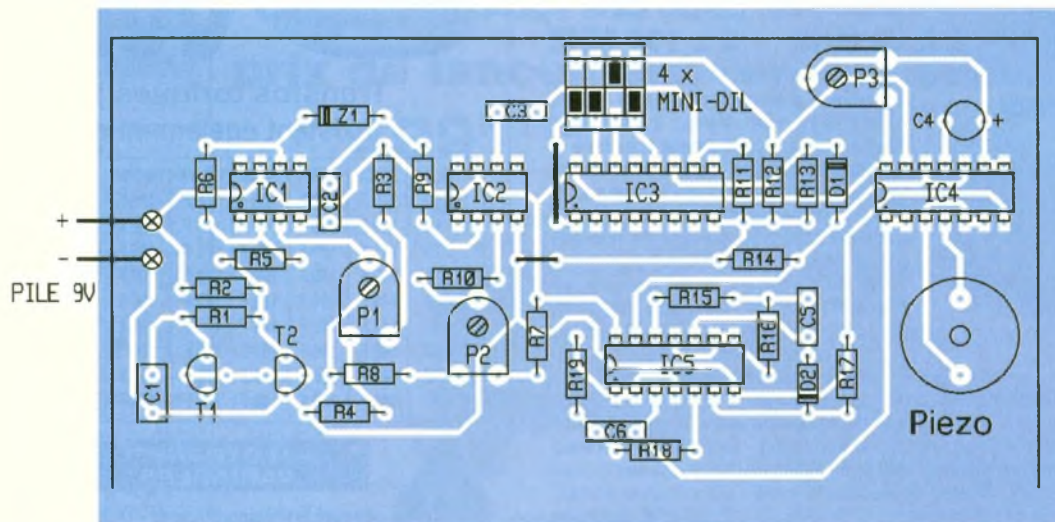 4 x
MINI-DIL
P3
C4
+
C3
Z1
R6
IC1
C2
R3
R9
IC2
IC3
R11
R12
R13
D1
IC4
+
-
PILE 9V
R5
R2
R1
T2
P1
R10
P2
R14
R15
R7
R19
IC5
R16
C5
D2
R17
C1
T1
R8
R4
C6
R18
Piezo